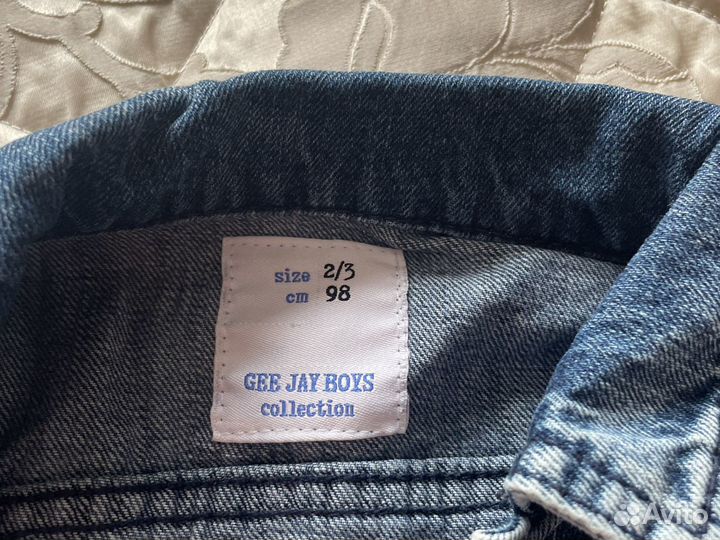 size 2/3
cm 98
GEE JAY BOYS
collection
Avito